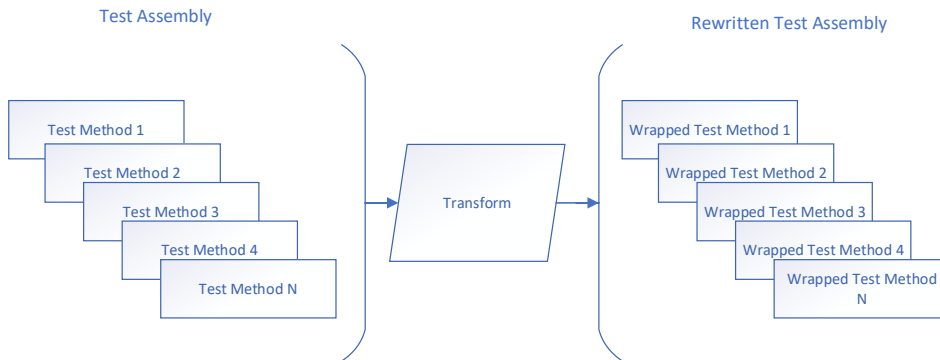 Test Assembly
Test Method 1
Test Method 2
Test Method 3
Test Method 4
Test Method N
Transform
Rewritten Test Assembly
Wrapped Test Method 1
Wrapped Test Method 2
Wrapped Test Method 3
Wrapped Test Method 4
Wrapped Test Method
N